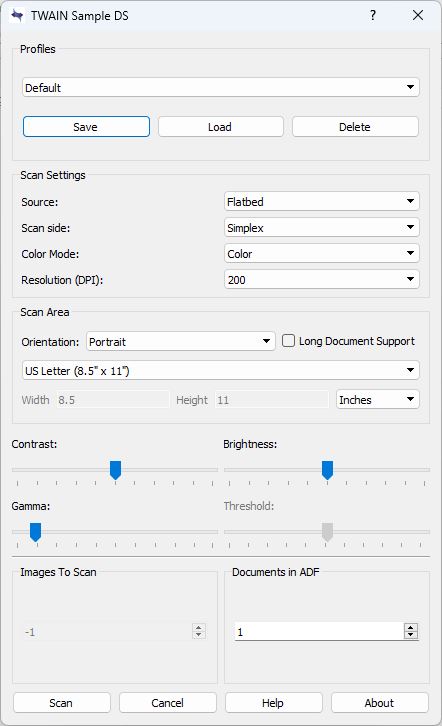 TWAIN Sample DS
Profiles
Default
Save Load Delete
Scan Settings
Source: Flatbed
Scan side: Simplex
Color Mode: Color
Resolution (DPI): 200
Scan Area
Orientation: Portrait Long Document Support
US Letter (8.5" x 11")
Width 8.5 Height 11 Inches
Contrast: Brightness:
Gamma: Threshold:
Images To Scan Documents in ADF
-1 1
Scan Cancel Help About